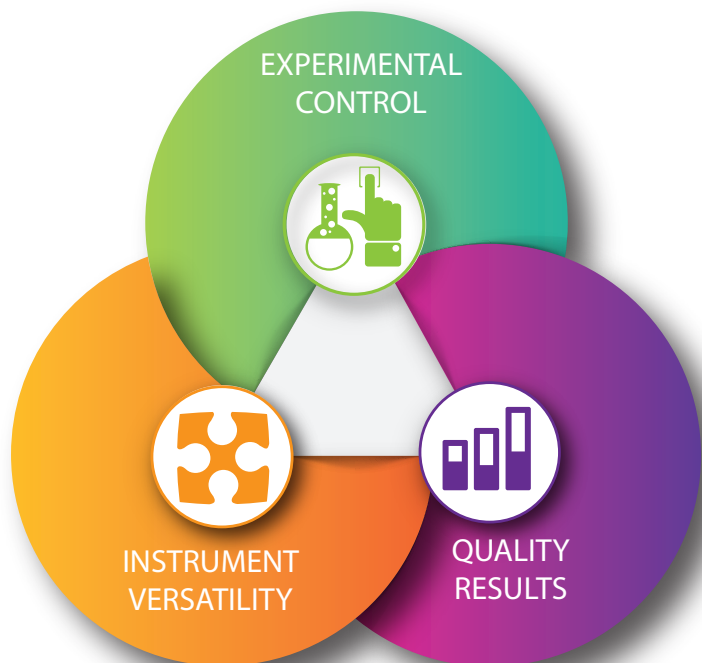 EXPERIMENTAL
CONTROL
INSTRUMENT
VERSATILITY
QUALITY
RESULTS